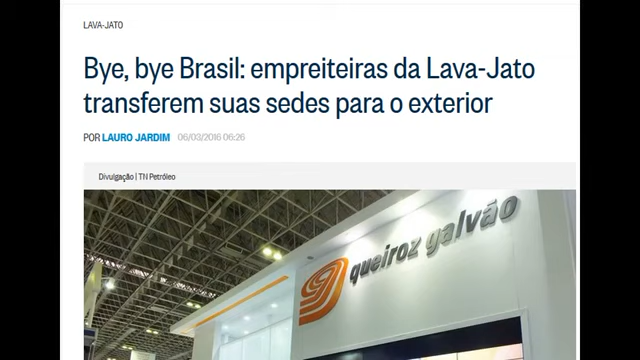 LAVA-JATO
Bye, bye Brasil: empreiteiras da Lava-Jato
transferem suas sedes para o exterior
POR LAURO JARDIM 06/03/2016 06:26
Divulgação | TN Petróleo
queiroz galvão